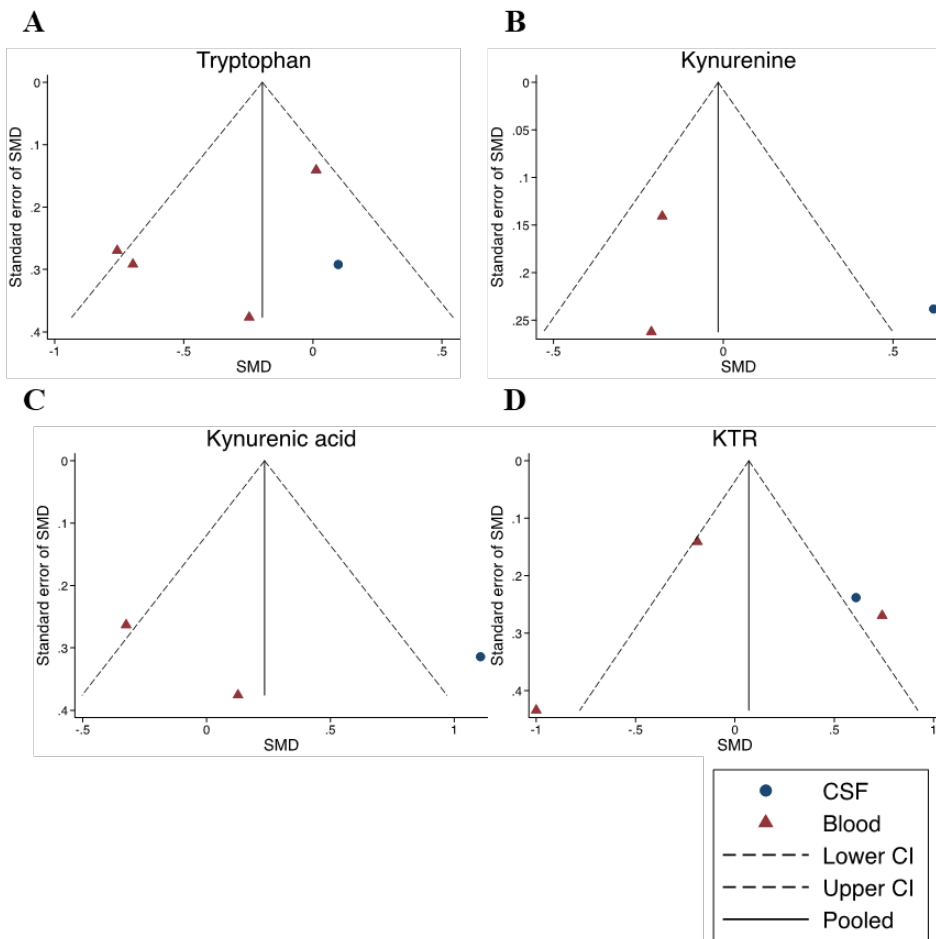 A
Tryptophan
Standard error of SMD
0
.1
.2
.3
.4
-1
-.5
0
.5
SMD
B
Kynurenine
Standard error of SMD
0
.05
.1
.15
.2
.25
-.5
0
.5
SMD
C
Kynurenic acid
Standard error of SMD
0
.1
.2
.3
.4
-.5
0
.5
1
SMD
D
KTR
Standard error of SMD
0
.1
.2
.3
.4
-1
-.5
0
.5
1
SMD
CSF
Blood
Lower CI
Upper CI
Pooled